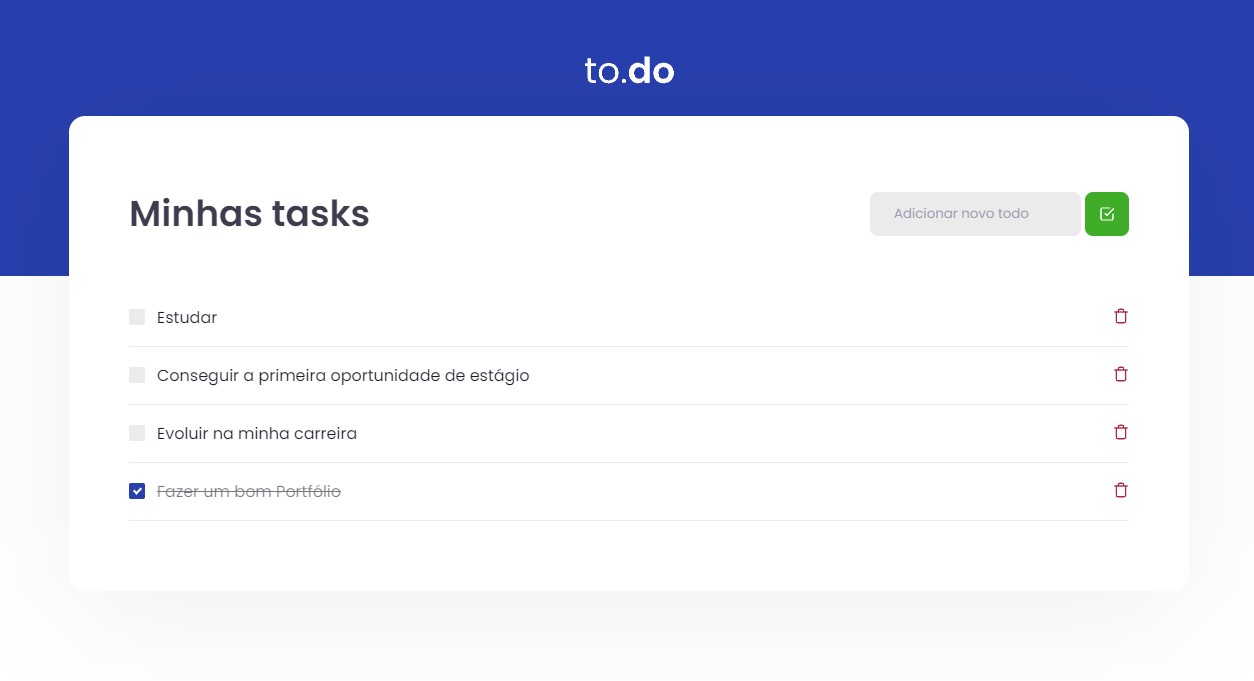 to.do
Minhas tasks
Adicionar novo todo
Estudar
Conseguir a primeira oportunidade de estágio
Evoluir na minha carreira
Fazer um bom Portfólio